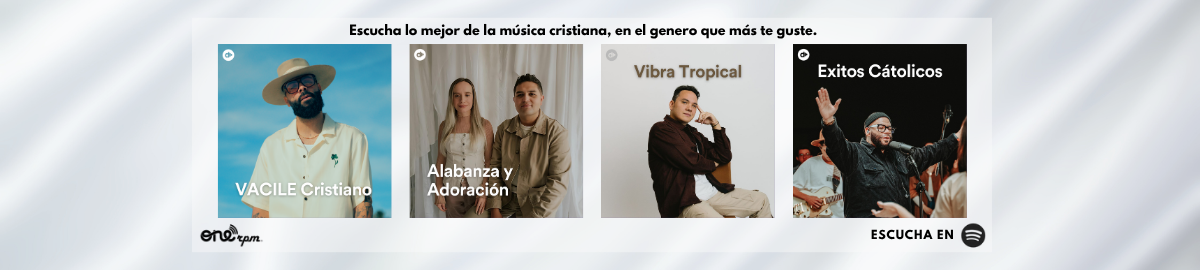 Escucha lo mejor de la música cristiana, en el genero que más te guste.
VACILE Cristiano
Alabanza y
Adoración
Vibra Tropical
Exitos Cátolicos
one rpm
ESCUCHA EN